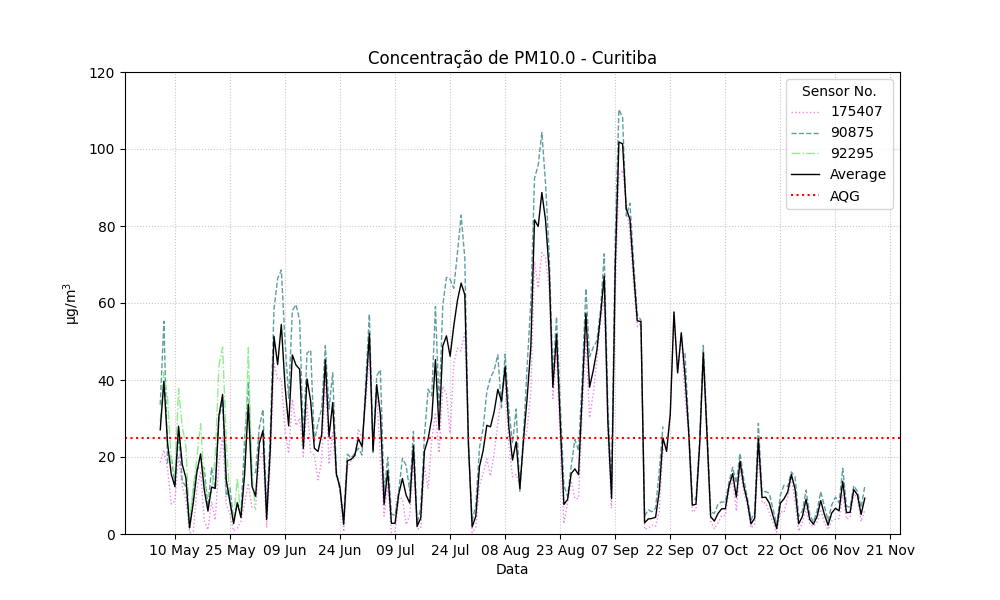 Concentração de PM10.0 - Curitiba
120
100
80
60
40
20
0
µg/m³
Sensor No.
175407
90875
92295
Average
AQG
10 May 25 May 09 Jun 24 Jun 09 Jul 24 Jul 08 Aug 23 Aug 07 Sep 22 Sep 07 Oct 22 Oct 06 Nov 21 Nov
Data